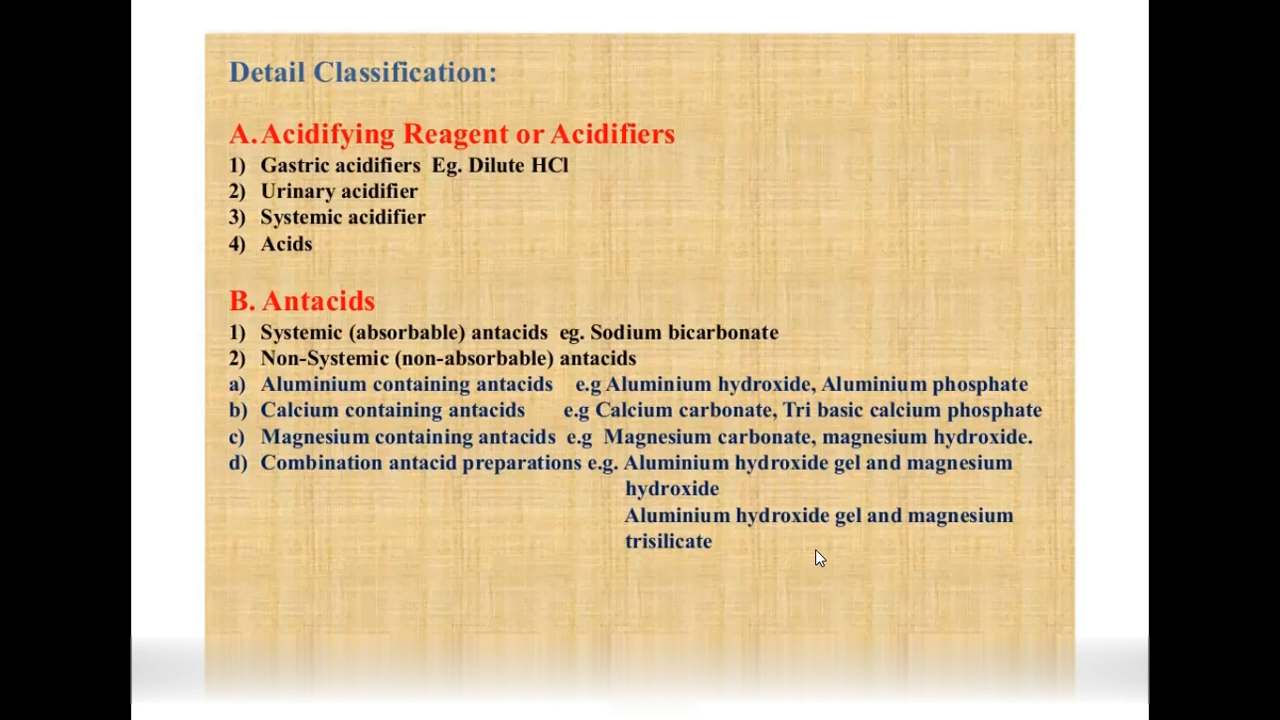 Detail Classification:
A. Acidifying Reagent or Acidifiers
1) Gastric acidifiers Eg. Dilute HCl
2) Urinary acidifier
3) Systemic acidifier
4) Acids
B. Antacids
1) Systemic (absorbable) antacids eg. Sodium bicarbonate
2) Non-Systemic (non-absorbable) antacids
a) Aluminium containing antacids e.g Aluminium hydroxide, Aluminium phosphate
b) Calcium containing antacids e.g Calcium carbonate, Tri basic calcium phosphate
c) Magnesium containing antacids e.g Magnesium carbonate, magnesium hydroxide.
d) Combination antacid preparations e.g. Aluminium hydroxide gel and magnesium
hydroxide
Aluminium hydroxide gel and magnesium
trisilicate